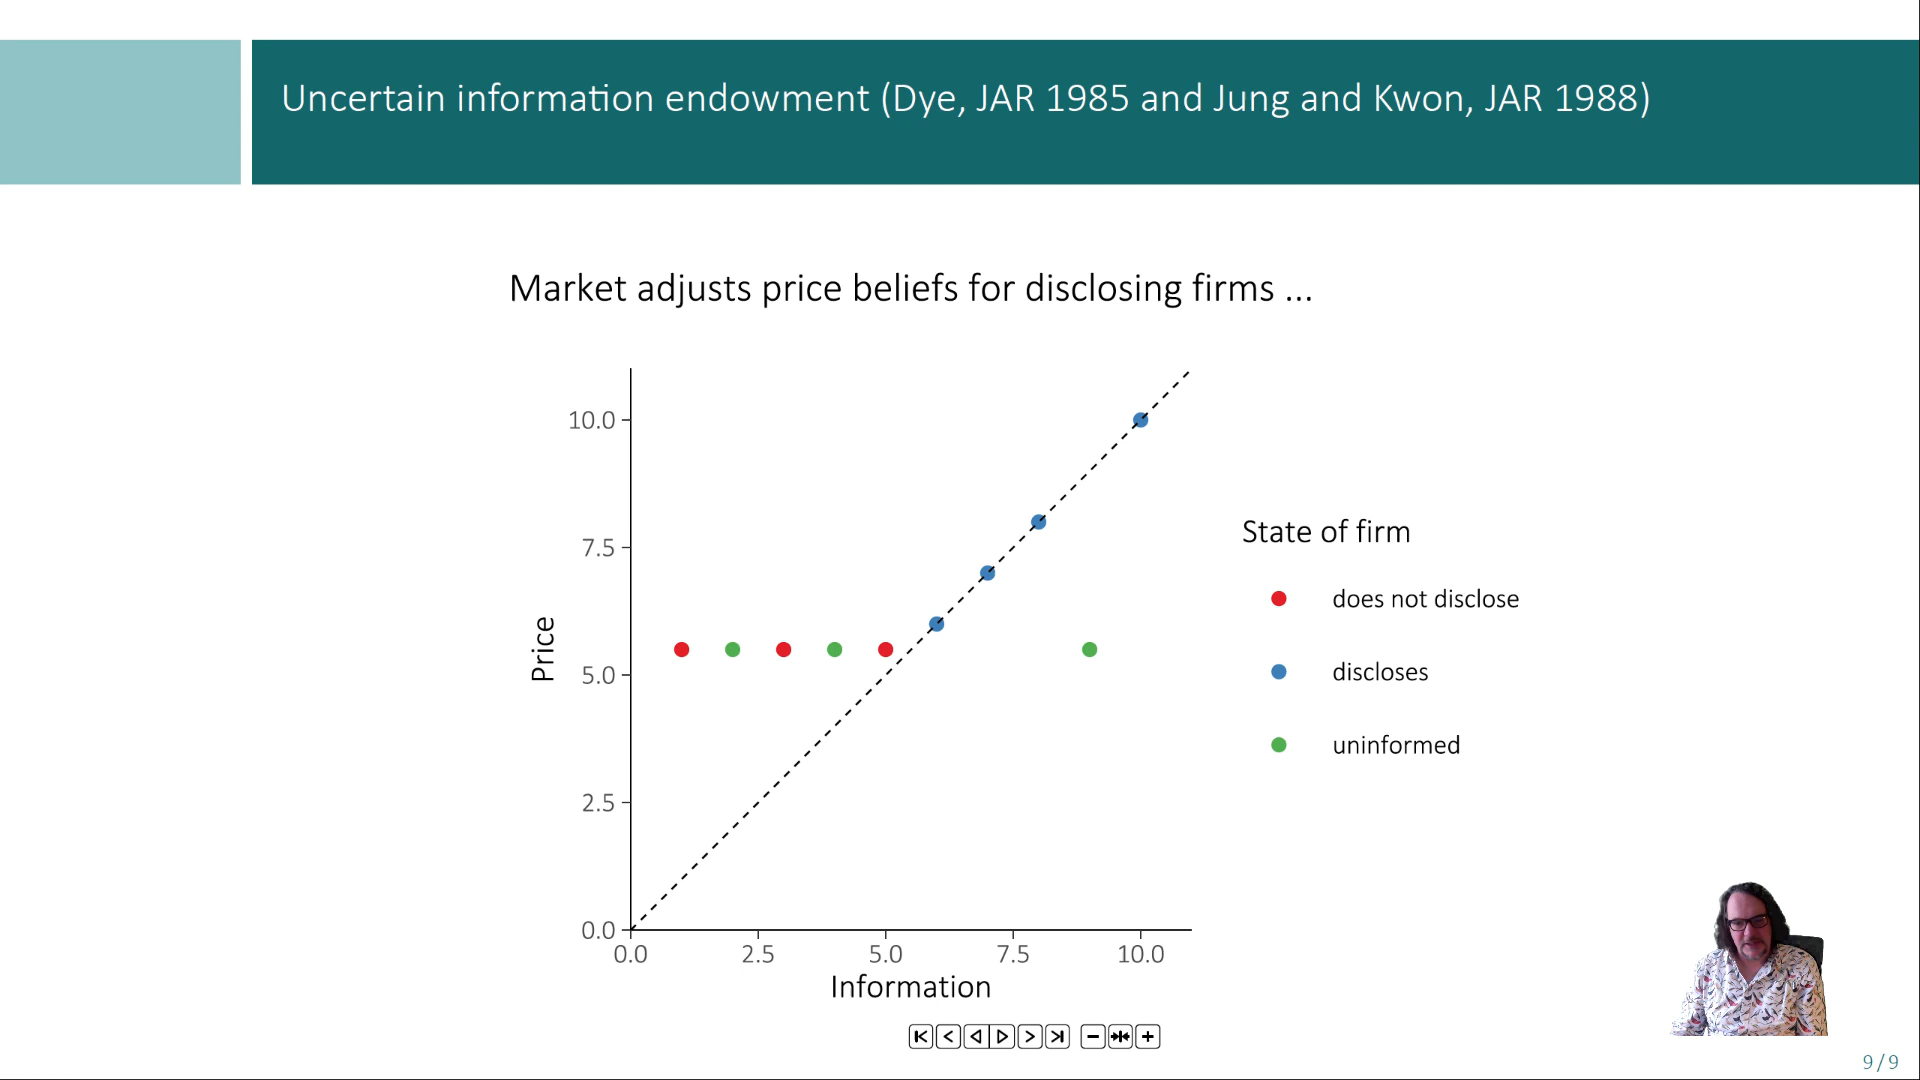 Uncertain information endowment (Dye, JAR 1985 and Jung and Kwon, JAR 1988)
Market adjusts price beliefs for disclosing firms ...
10.0
7.5
5.0
2.5
0.0
Price
0.0 2.5 5.0 7.5 10.0
Information
State of firm
does not disclose
discloses
uninformed
9/9